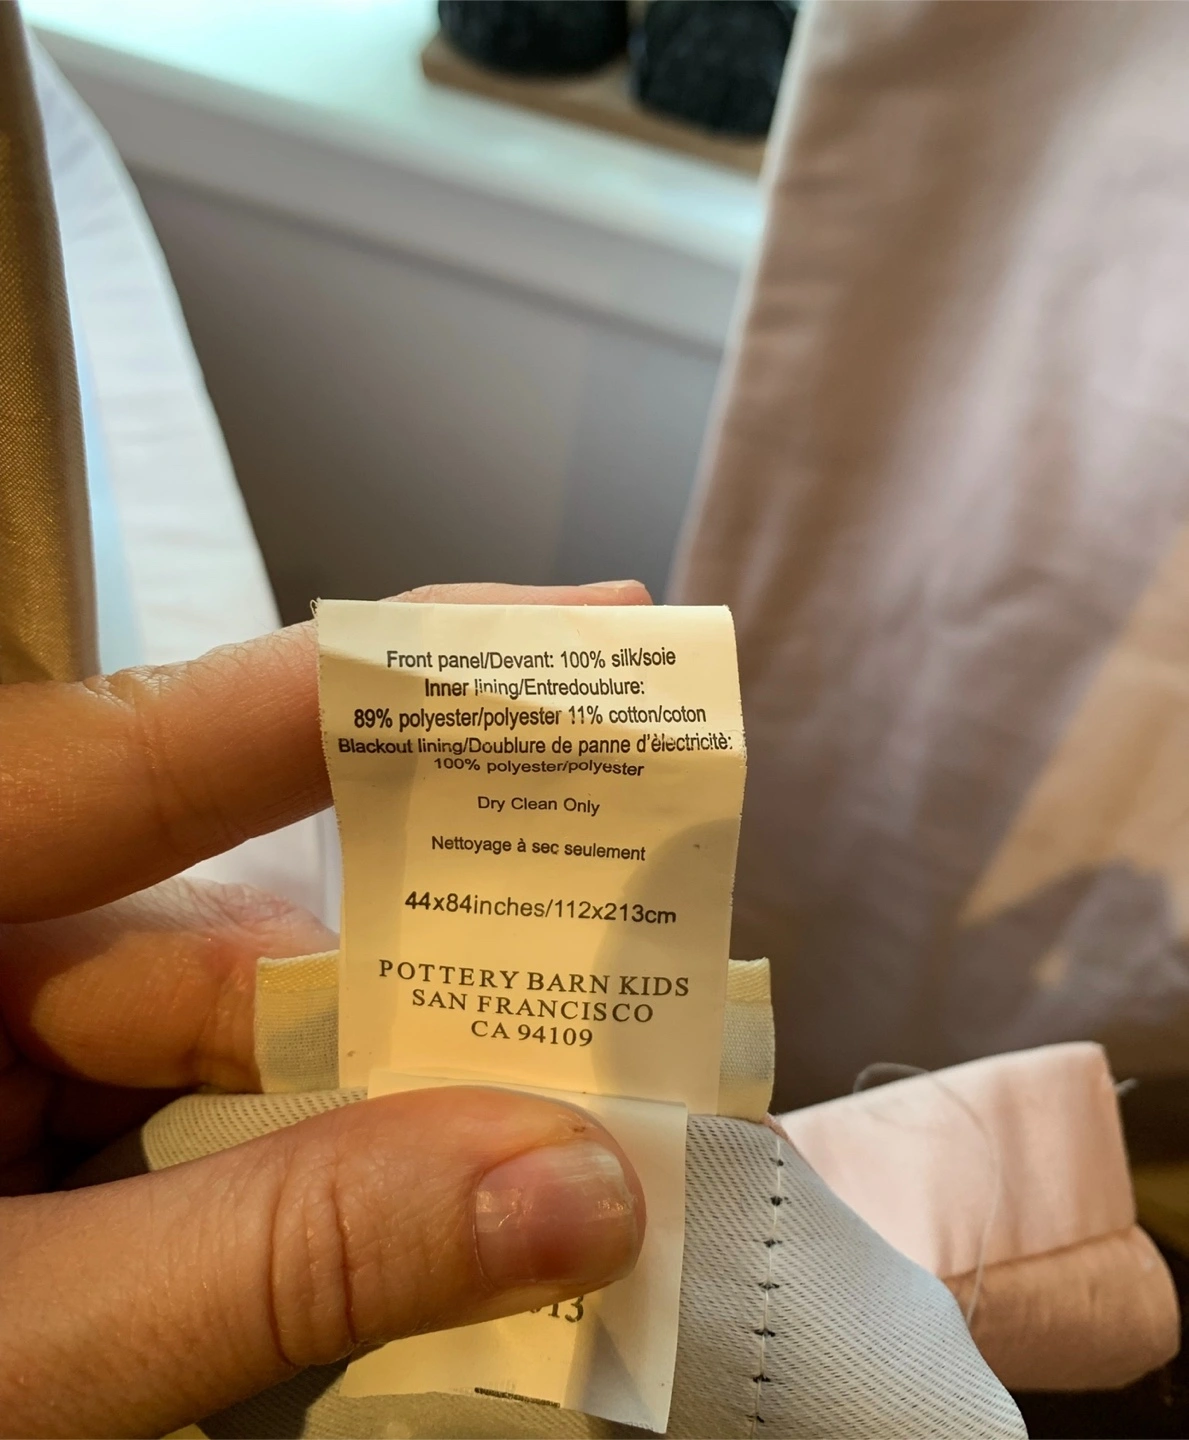 Front panel/Devant: 100% silk/soie
Inner lining/Entredoublure:
89% polyester/polyester 11% cotton/coton
Blackout lining/Doublure de panne d'èlectricitè:
100% polyester/polyester
Dry Clean Only
Nettoyage à sec seulement
44x84inches/112x213cm
POTTERY BARN KIDS
SAN FRANCISCO
CA 94109